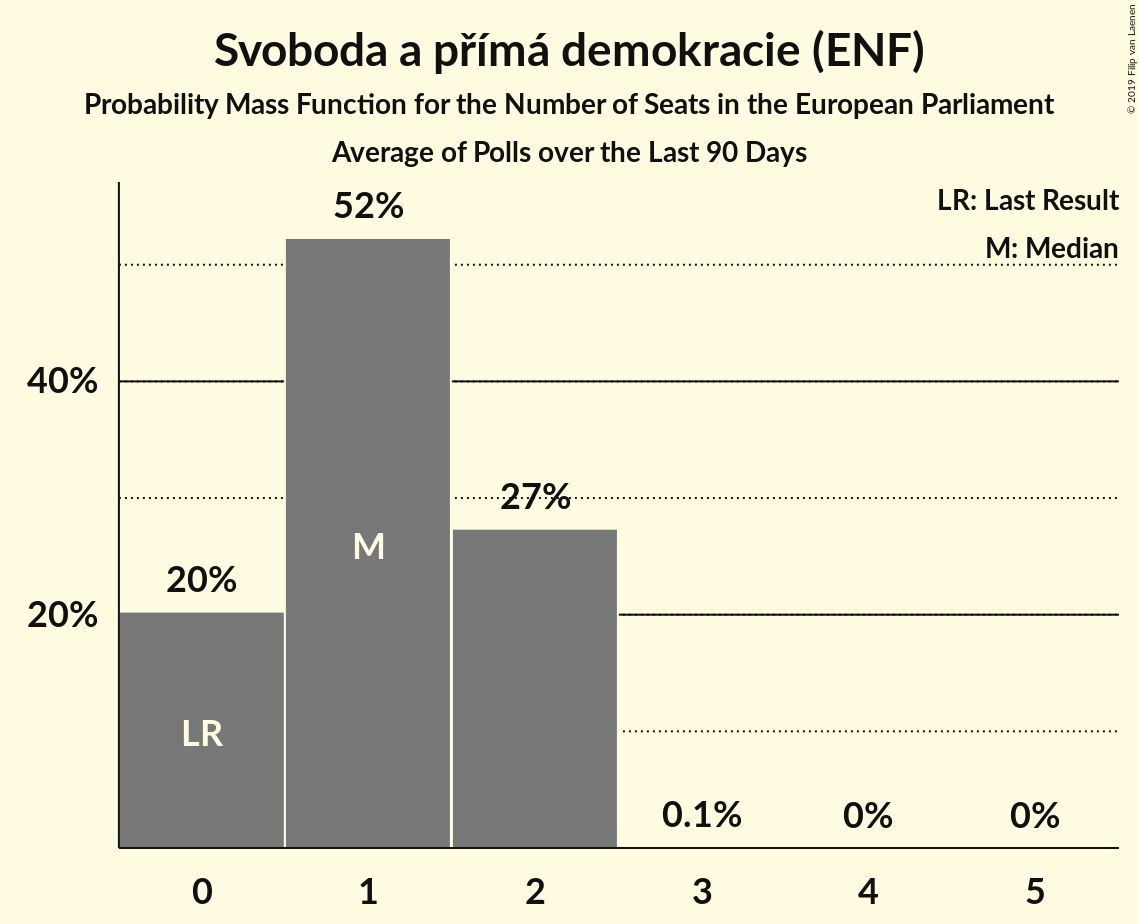 Svoboda a přímá demokracie (ENF)
Probability Mass Function for the Number of Seats in the European Parliament
Average of Polls over the Last 90 Days
© 2019 Filip van Laenen
LR: Last Result
M: Median
52%
40%
27%
M
20%
20%
LR
0.1%
0%
0%
0 1 2 3 4 5